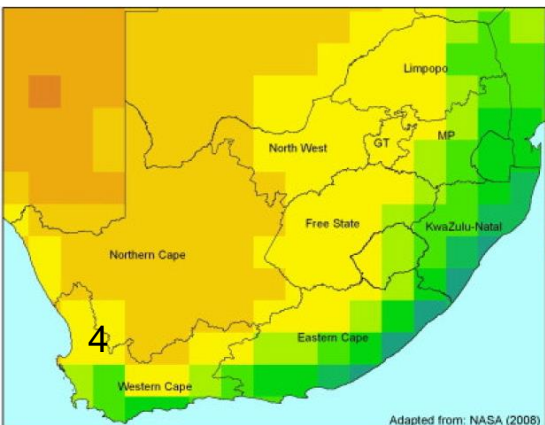 Limpopo
North West
GT
MP
Free State
KwaZulu-Natal
Northern Cape
4
Eastern Cape
Western Cape
Adapted from: NASA (2008)